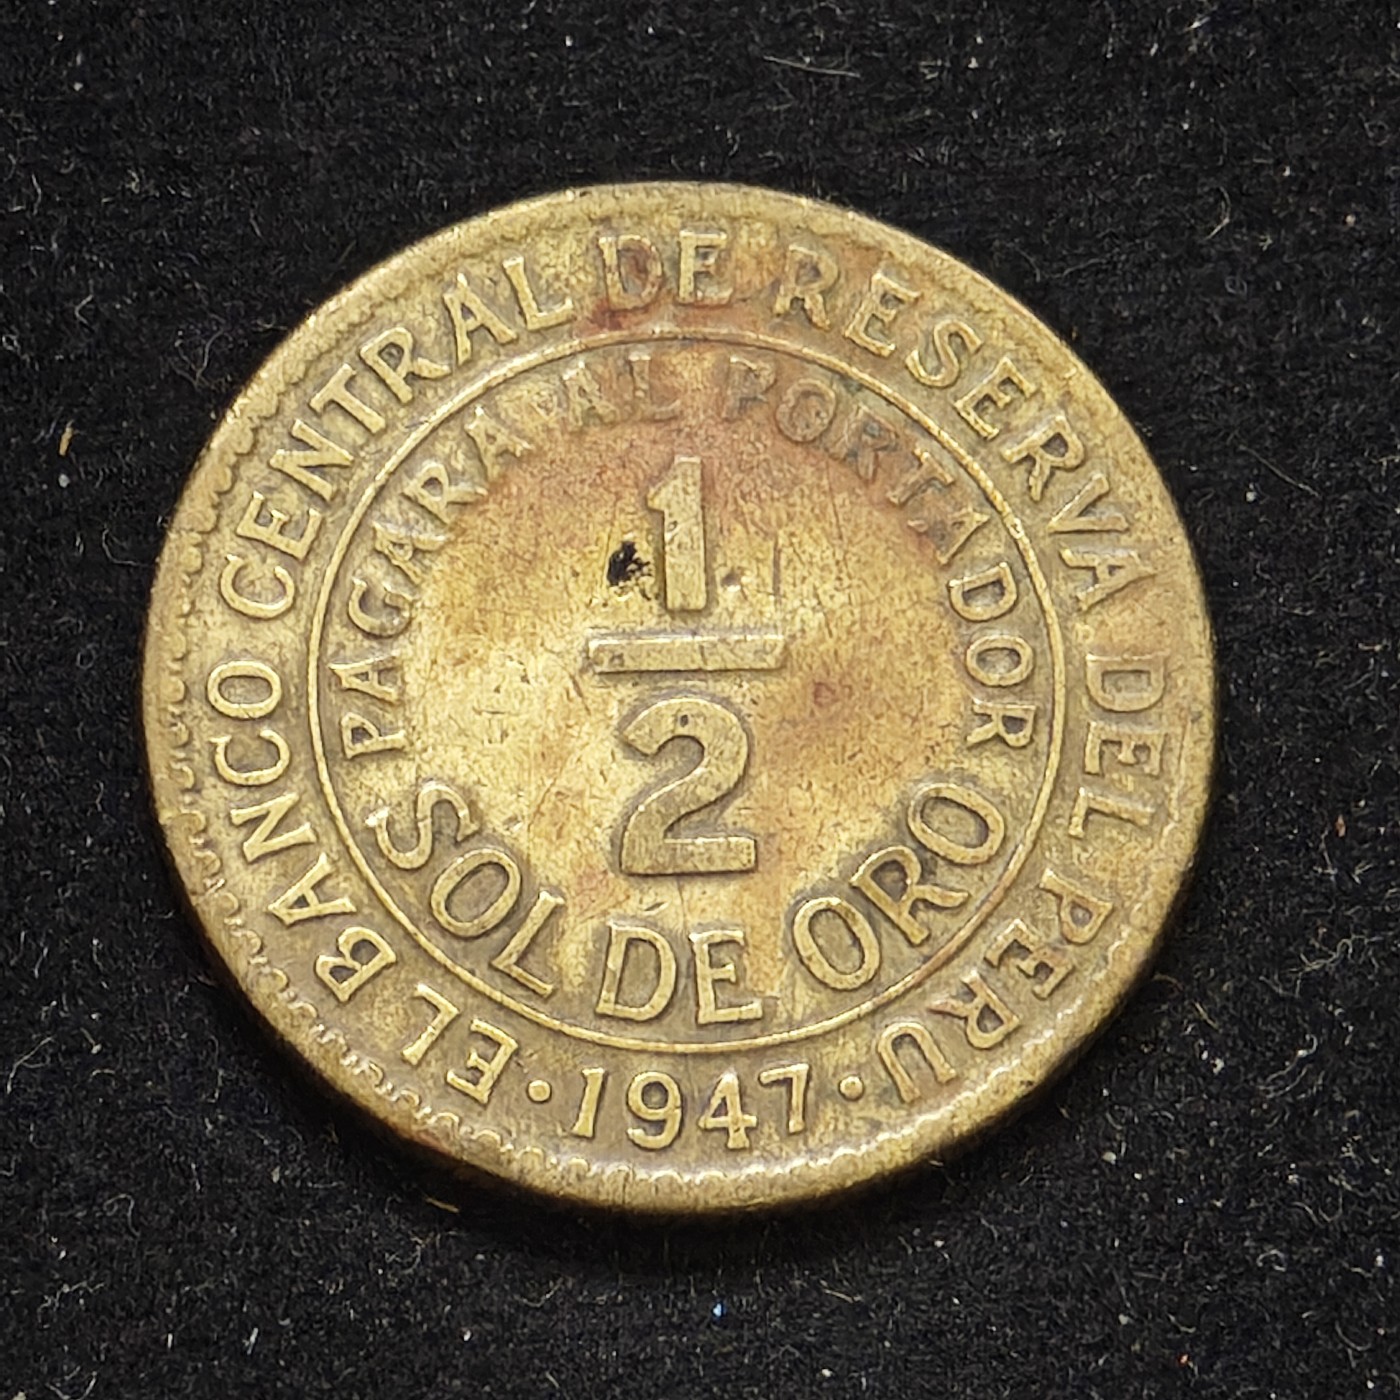 EL BANCO CENTRAL DE RESERVA DEL PERU
PAGARA AL PORTADOR
1/2
SOL DE ORO
·1947·